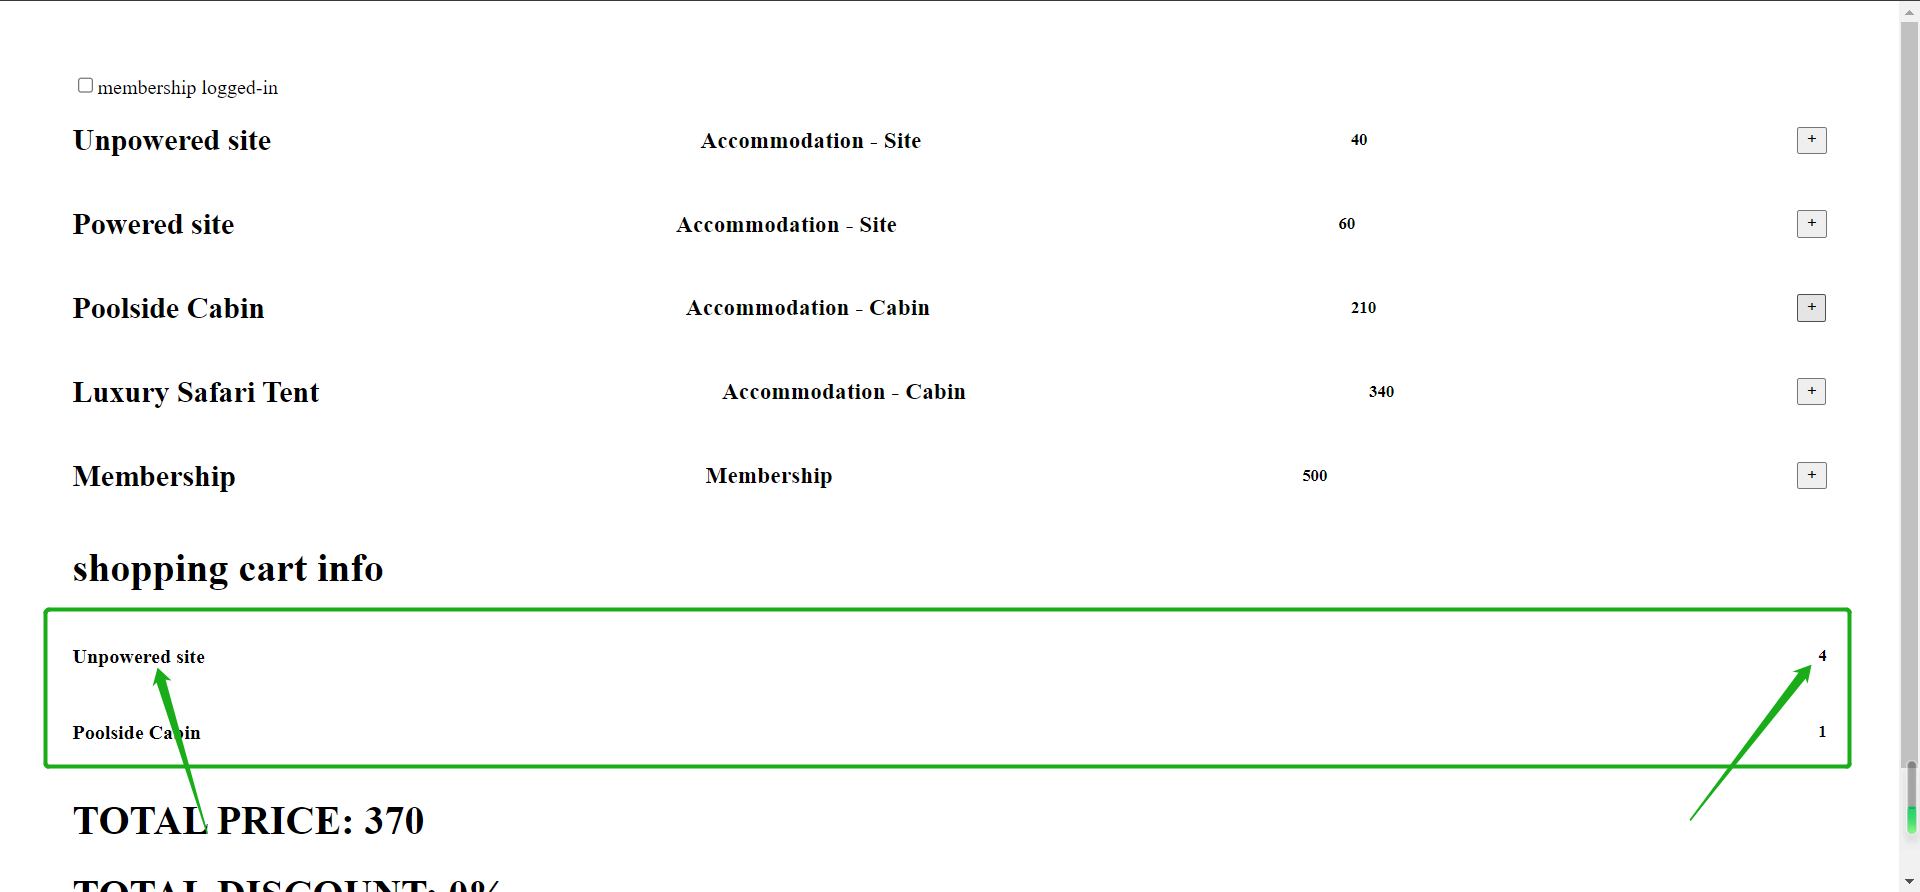 membership logged-in
Unpowered site Accommodation - Site 40 +
Powered site Accommodation - Site 60 +
Poolside Cabin Accommodation - Cabin 210 +
Luxury Safari Tent Accommodation - Cabin 340 +
Membership Membership 500 +
shopping cart info
Unpowered site 4
Poolside Cabin 1
TOTAL PRICE: 370
TOTAL DISCOUNT: 0%